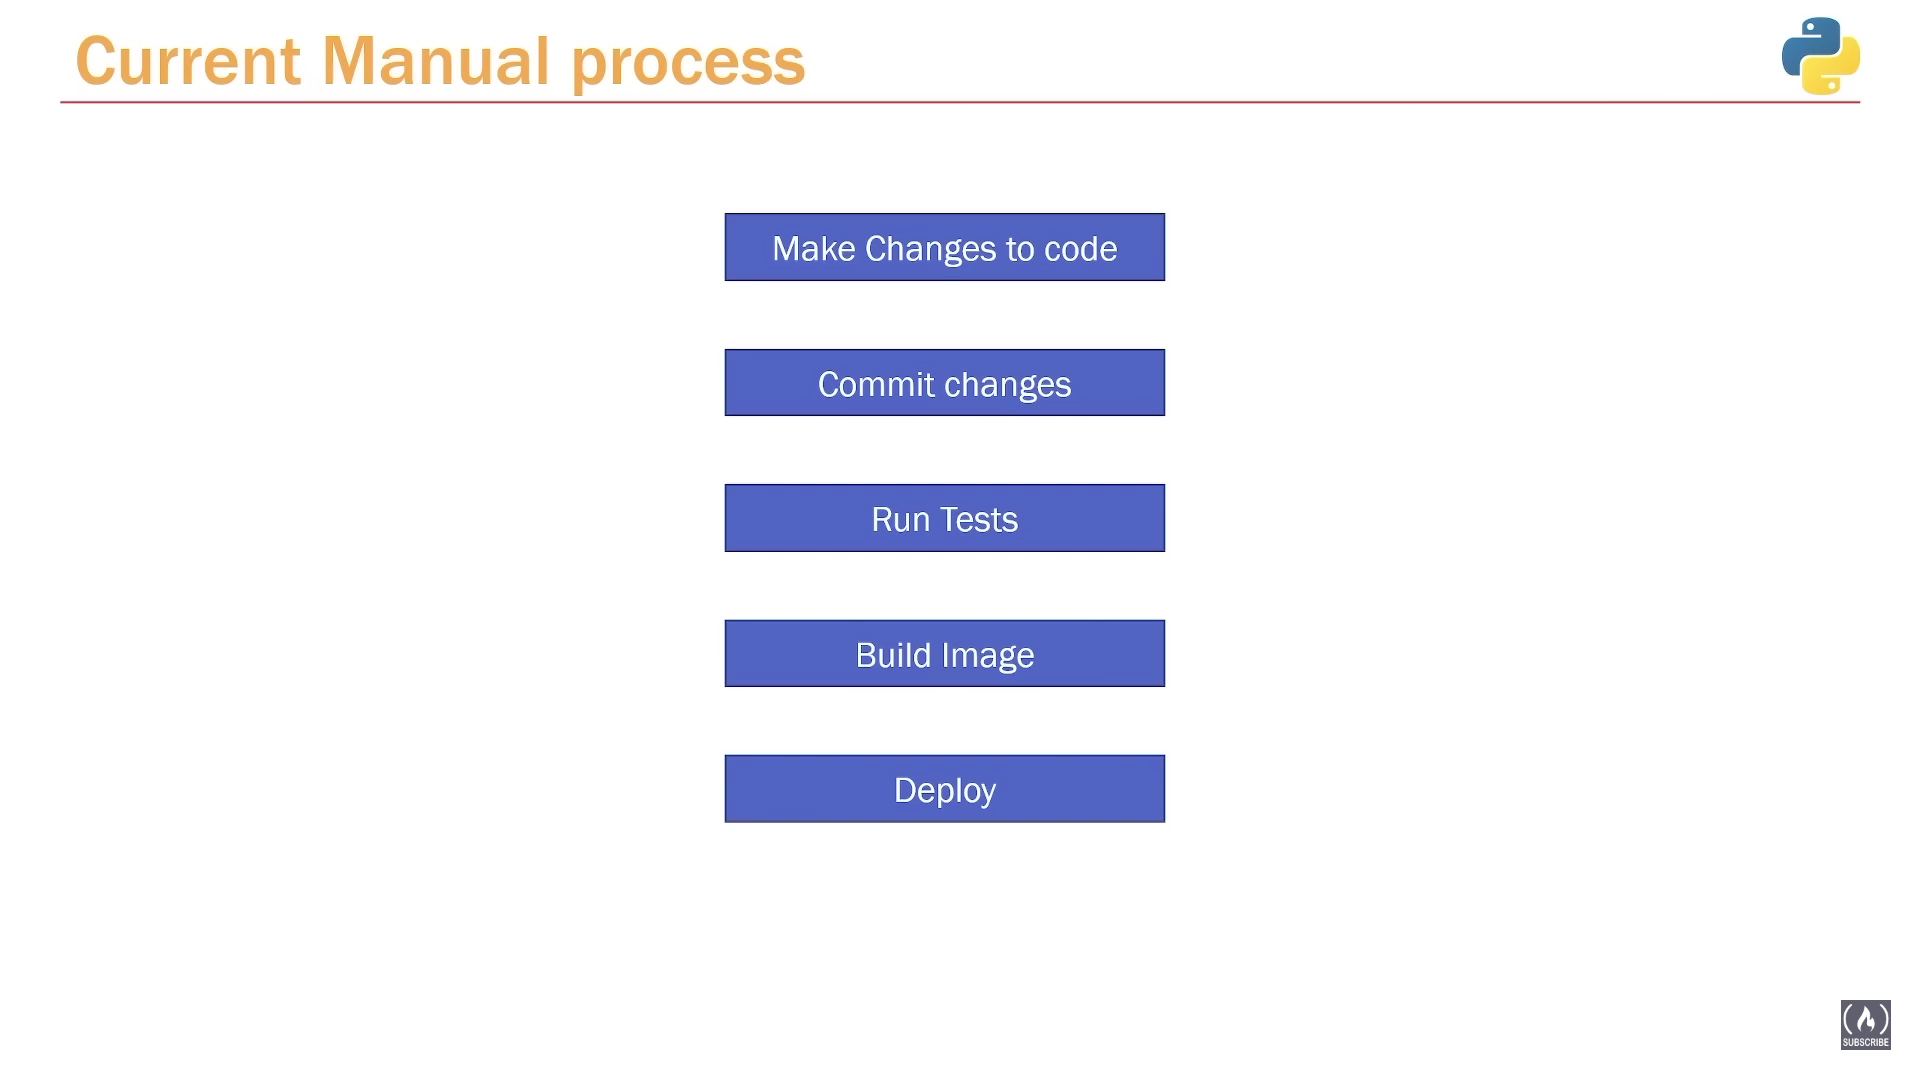 Current Manual process
Make Changes to code
Commit changes
Run Tests
Build Image
Deploy
SUBSCRIBE